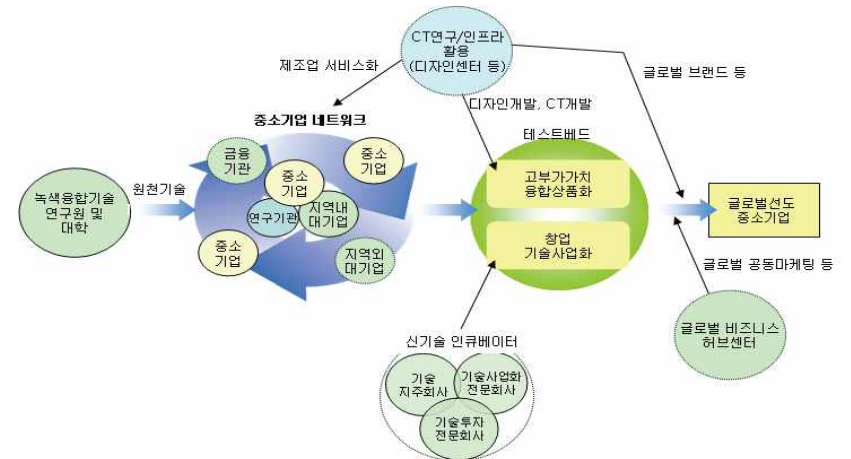 CT연구/인프라
활용
(디자인센터 등)
제조업 서비스화
글로벌 브랜드 등
디자인개발, CT개발
중소기업 네트워크
테스트베드
금융
기관
중소
기업
중소
기업
고부가가치
융합상품화
녹색융합기술
연구원 및
대학
원천기술
연구기관
지역내
대기업
글로벌선도
중소기업
중소
기업
지역외
대기업
창업
기술사업화
글로벌 공동마케팅 등
글로벌 비즈니스
허브센터
신기술 인큐베이터
기술
지주회사
기술사업화
전문회사
기술투자
전문회사